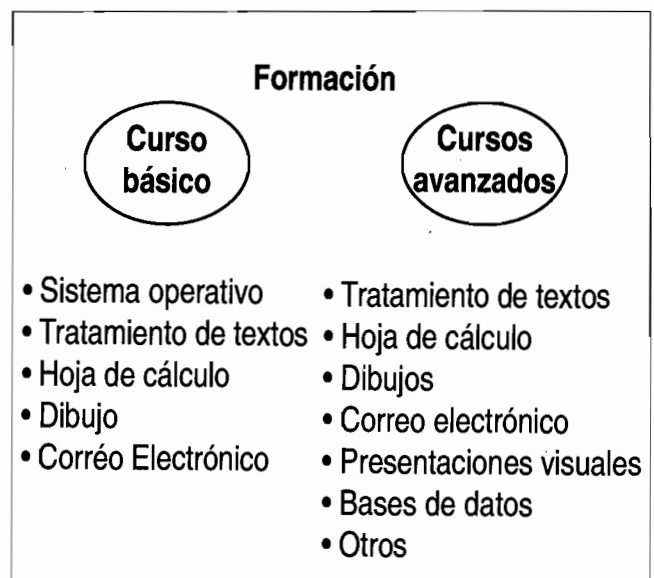 Formación
Curso
básico
• Sistema operativo
• Tratamiento de textos
• Hoja de cálculo
• Dibujo
• Corréo Electrónico
Cursos
avanzados
• Tratamiento de textos
• Hoja de cálculo
• Dibujos
• Correo electrónico
• Presentaciones visuales
• Bases de datos
• Otros